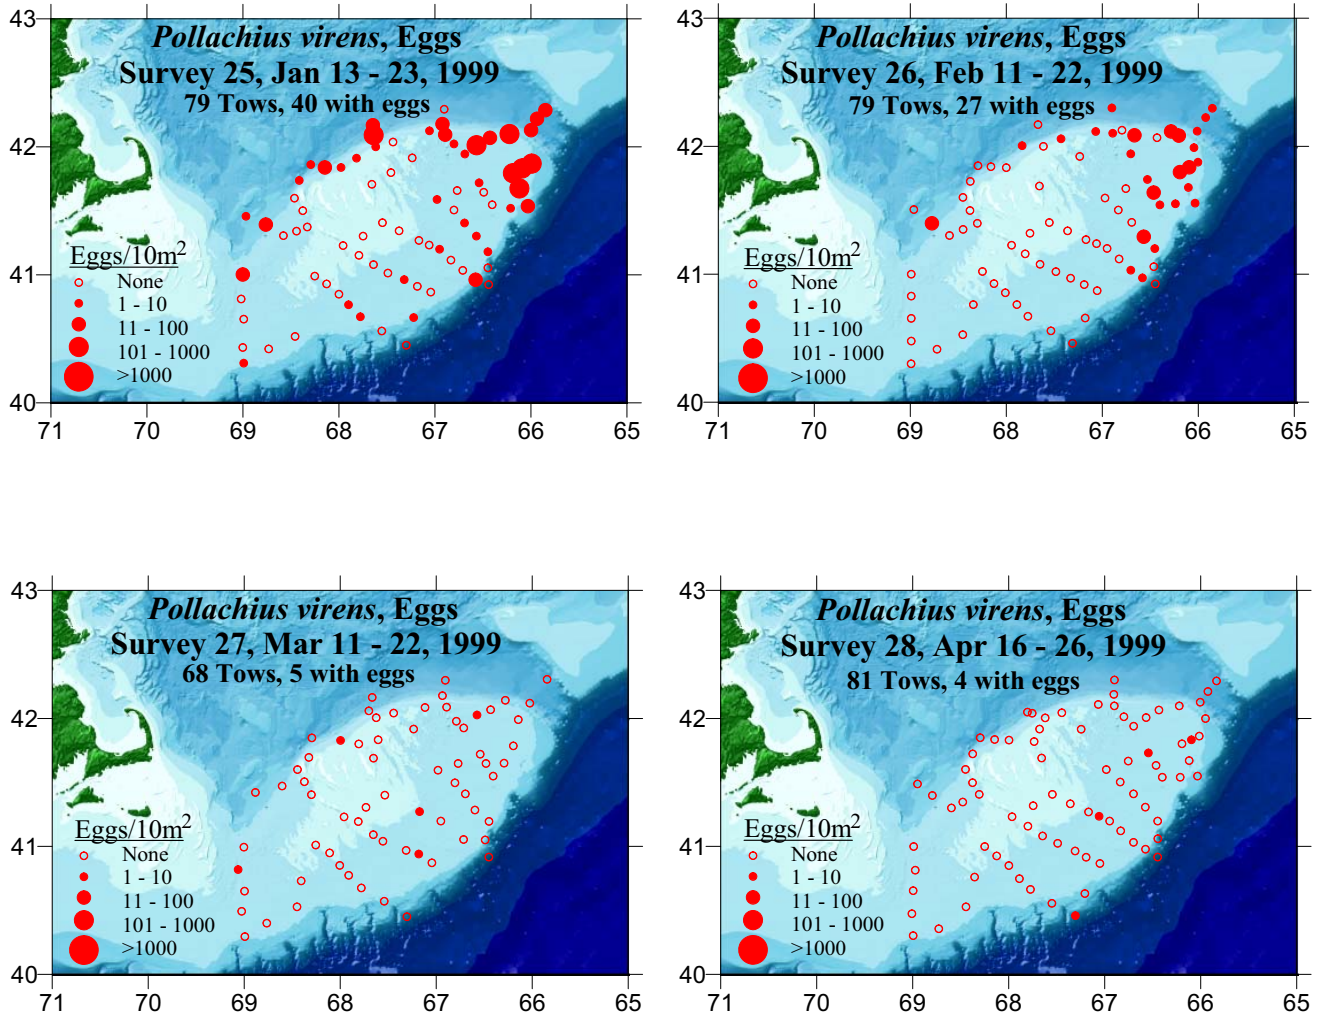 43
Pollachius virens, Eggs
Survey 25, Jan 13 - 23, 1999
79 Tows, 40 with eggs
42
41
40
Eggs/10m2
None
1 - 10
11 - 100
101 - 1000
>1000
71 70 69 68 67 66 65
43
Pollachius virens, Eggs
Survey 26, Feb 11 - 22, 1999
79 Tows, 27 with eggs
42
41
40
Eggs/10m2
None
1 - 10
11 - 100
101 - 1000
>1000
71 70 69 68 67 66 65
43
Pollachius virens, Eggs
Survey 27, Mar 11 - 22, 1999
68 Tows, 5 with eggs
42
41
40
Eggs/10m2
None
1 - 10
11 - 100
101 - 1000
>1000
71 70 69 68 67 66 65
43
Pollachius virens, Eggs
Survey 28, Apr 16 - 26, 1999
81 Tows, 4 with eggs
42
41
40
Eggs/10m2
None
1 - 10
11 - 100
101 - 1000
>1000
71 70 69 68 67 66 65